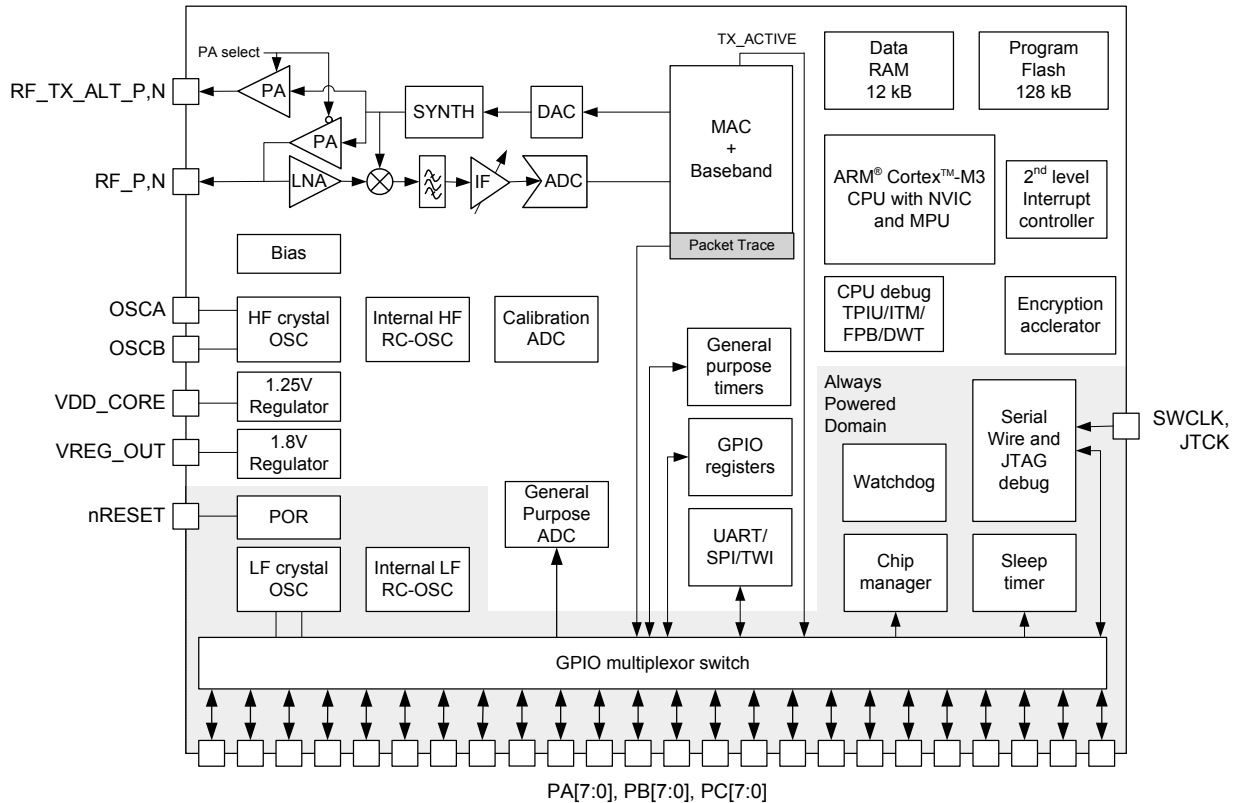 TX_ACTIVE
PA select
RF_TX_ALT_P,N
PA
SYNTH
DAC
MAC
+
Baseband
Packet Trace
Data
RAM
12 kB
Program
Flash
128 kB
PA
RF_P,N
LNA
IF
ADC
ARM® Cortex™-M3
CPU with NVIC
and MPU
2nd level
Interrupt
controller
Bias
OSCA
OSCB
HF crystal
OSC
Internal HF
RC-OSC
Calibration
ADC
CPU debug
TPIU/ITM/
FPB/DWT
Encryption
acclerator
General
purpose
timers
VDD_CORE
1.25V
Regulator
VREG_OUT
1.8V
Regulator
GPIO
registers
Always
Powered
Domain
Serial
Wire and
JTAG
debug
SWCLK,
JTCK
Watchdog
nRESET
POR
General
Purpose
ADC
UART/
SPI/TWI
LF crystal
OSC
Internal LF
RC-OSC
Chip
manager
Sleep
timer
GPIO multiplexor switch
PA[7:0], PB[7:0], PC[7:0]